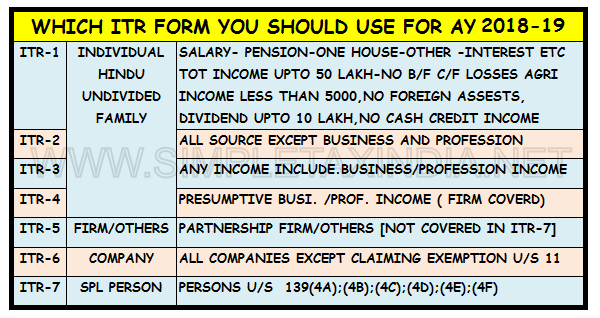 WHICH ITR FORM YOU SHOULD USE FOR AY 2018-19
ITR-1 INDIVIDUAL SALARY- PENSION-ONE HOUSE-OTHER -INTEREST ETC
HINDU TOT INCOME UPTO 50 LAKH-NO B/F C/F LOSSES AGRI
UNDIVIDED INCOME LESS THAN 5000,NO FOREIGN ASSESTS,
FAMILY DIVIDEND UPTO 10 LAKH,NO CASH CREDIT INCOME
ITR-2 ALL SOURCE EXCEPT BUSINESS AND PROFESSION
WWW.SIMPLETAXINDIA.NET
ITR-3 ANY INCOME INCLUDE.BUSINESS/PROFESSION INCOME
ITR-4 PRESUMPTIVE BUSI. /PROF. INCOME ( FIRM COVERD)
ITR-5 FIRM/OTHERS PARTNERSHIP FIRM/OTHERS [NOT COVERED IN ITR-7]
ITR-6 COMPANY ALL COMPANIES EXCEPT CLAIMING EXEMPTION U/S 11
ITR-7 SPL PERSON PERSONS U/S 139(4A);(4B);(4C);(4D);(4E);(4F)